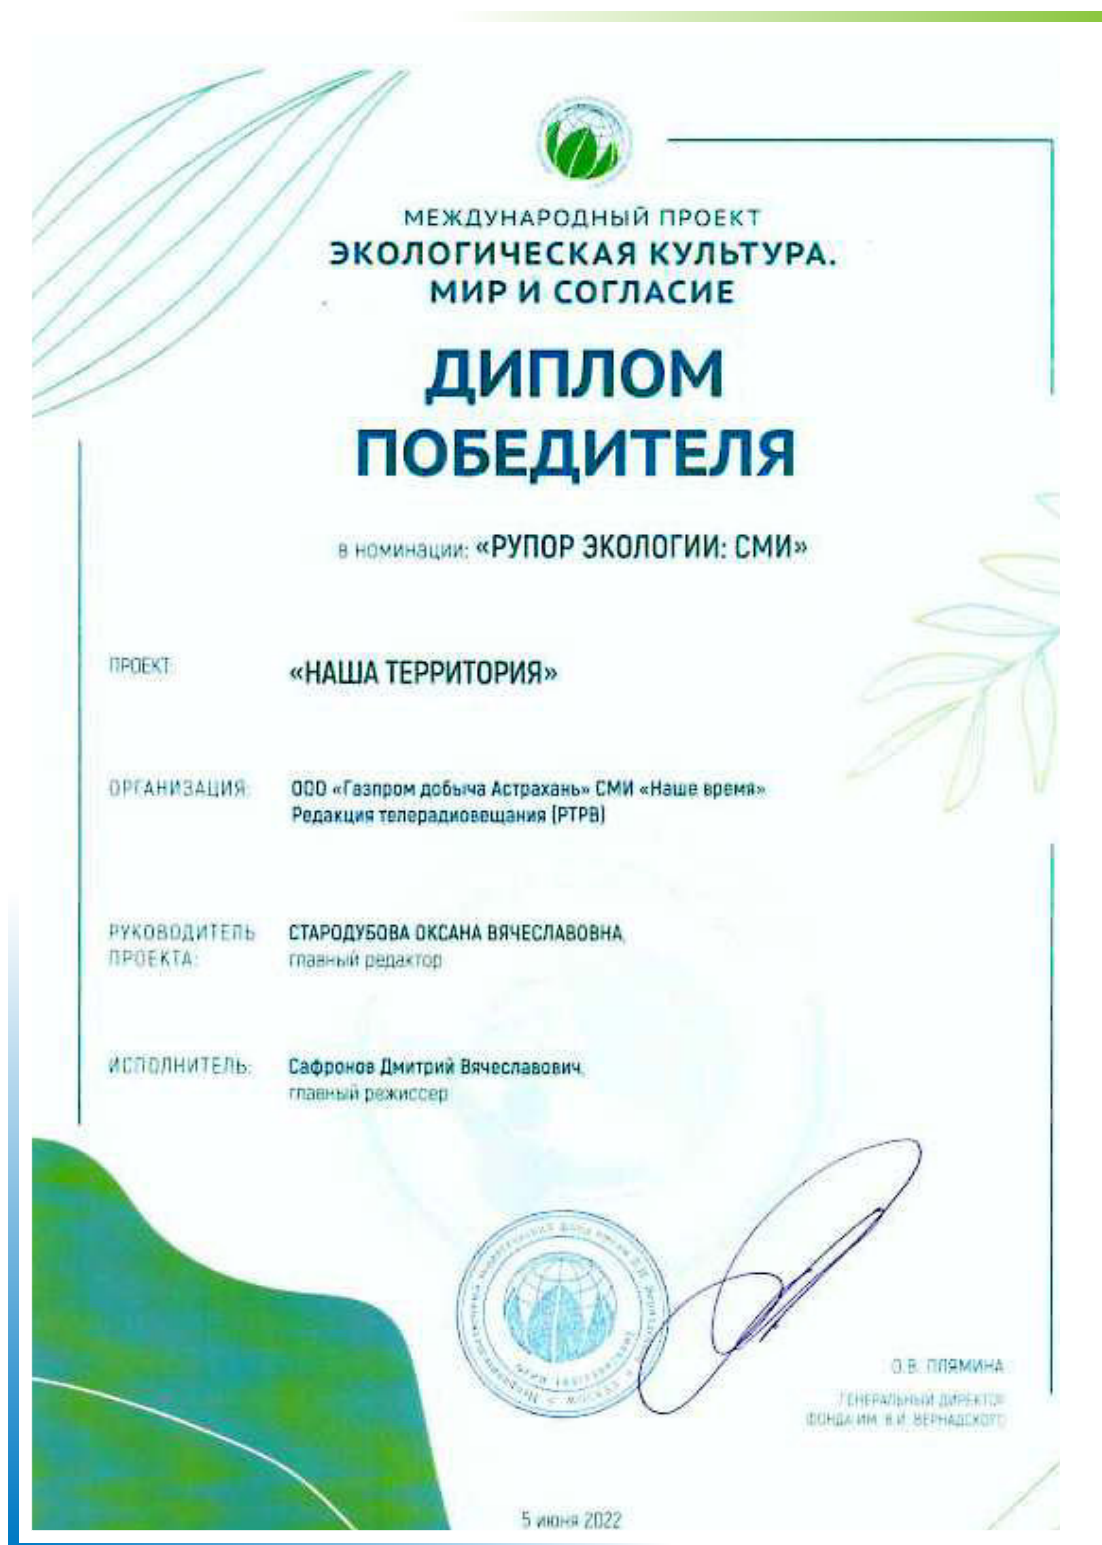 МЕЖДУНАРОДНЫЙ ПРОЕКТ
ЭКОЛОГИЧЕСКАЯ КУЛЬТУРА.
МИР И СОГЛАСИЕ
ДИПЛОМ
ПОБЕДИТЕЛЯ
в номинации: «РУПОР ЭКОЛОГИИ: СМИ»
ПРОЕКТ: «НАША ТЕРРИТОРИЯ»
ОРГАНИЗАЦИЯ: ООО «Газпром добыча Астрахань» СМИ «Наше время»
Редакция телерадиовещания (РТРВ)
РУКОВОДИТЕЛЬ СТАРОДУБОВА ОКСАНА ВЯЧЕСЛАВОВНА,
ПРОЕКТА: главный редактор
ИСПОЛНИТЕЛЬ: Сафронов Дмитрий Вячеславович,
главный режиссер
О.В. ПЛЯМИНА
ГЕНЕРАЛЬНЫЙ ДИРЕКТОР
ФОНДА ИМ. В.И. ВЕРНАДСКОГО
5 июня 2022